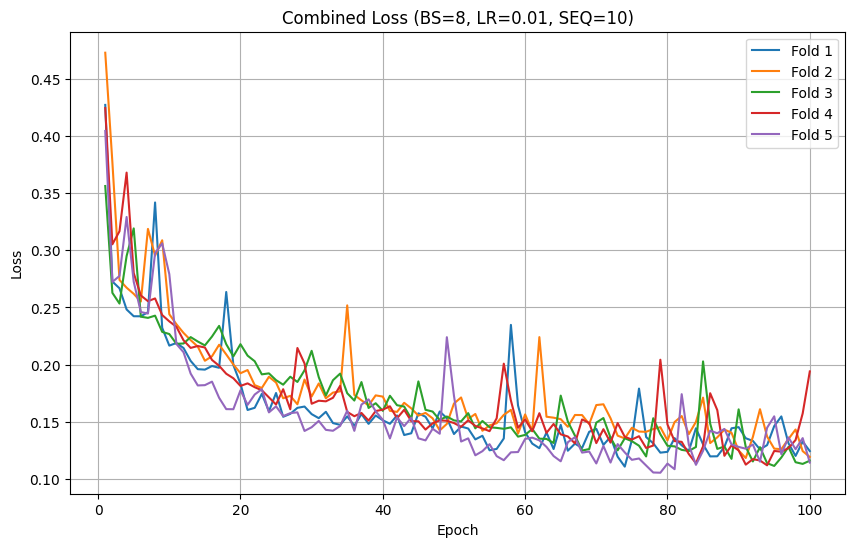 Combined Loss (BS=8, LR=0.01, SEQ=10)
Fold 1
Fold 2
Fold 3
Fold 4
Fold 5
Loss
0.45
0.40
0.35
0.30
0.25
0.20
0.15
0.10
0
20
40
60
80
100
Epoch